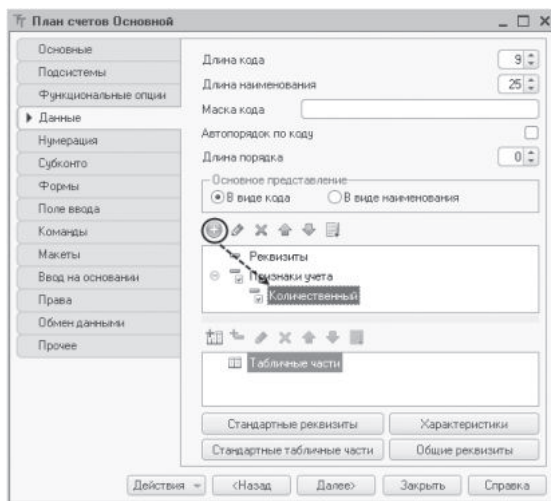 План счетов Основной
Основные
Подсистемы
Функциональные опции
Данные
Нумерация
Субконто
Формы
Поле ввода
Команды
Макеты
Ввод на основании
Права
Обмен данными
Прочее
Длина кода 9
Длина наименования 25
Маска кода
Автопорядок по коду
Длина порядка 0
Основное представление
В виде кода В виде наименования
Реквизиты
Признаки учета
Количественный
Табличные части
Стандартные реквизиты Характеристики
Стандартные табличные части Общие реквизиты
Действия <Назад Далее> Закрыть Справка